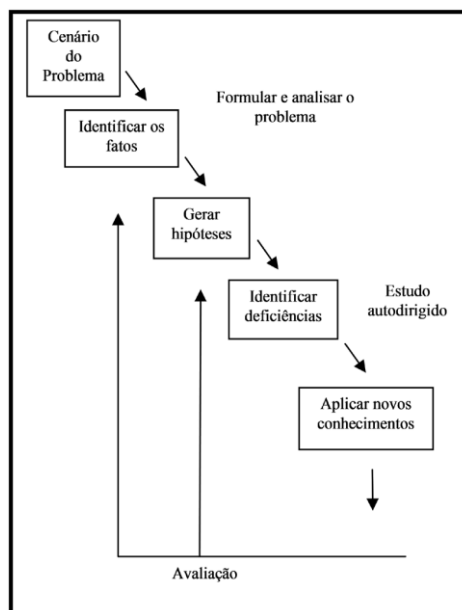 Cenário
do
Problema
Formular e analisar o
problema
Identificar os
fatos
Gerar
hipóteses
Identificar
deficiências
Estudo
autodirigido
Aplicar novos
conhecimentos
Avaliação